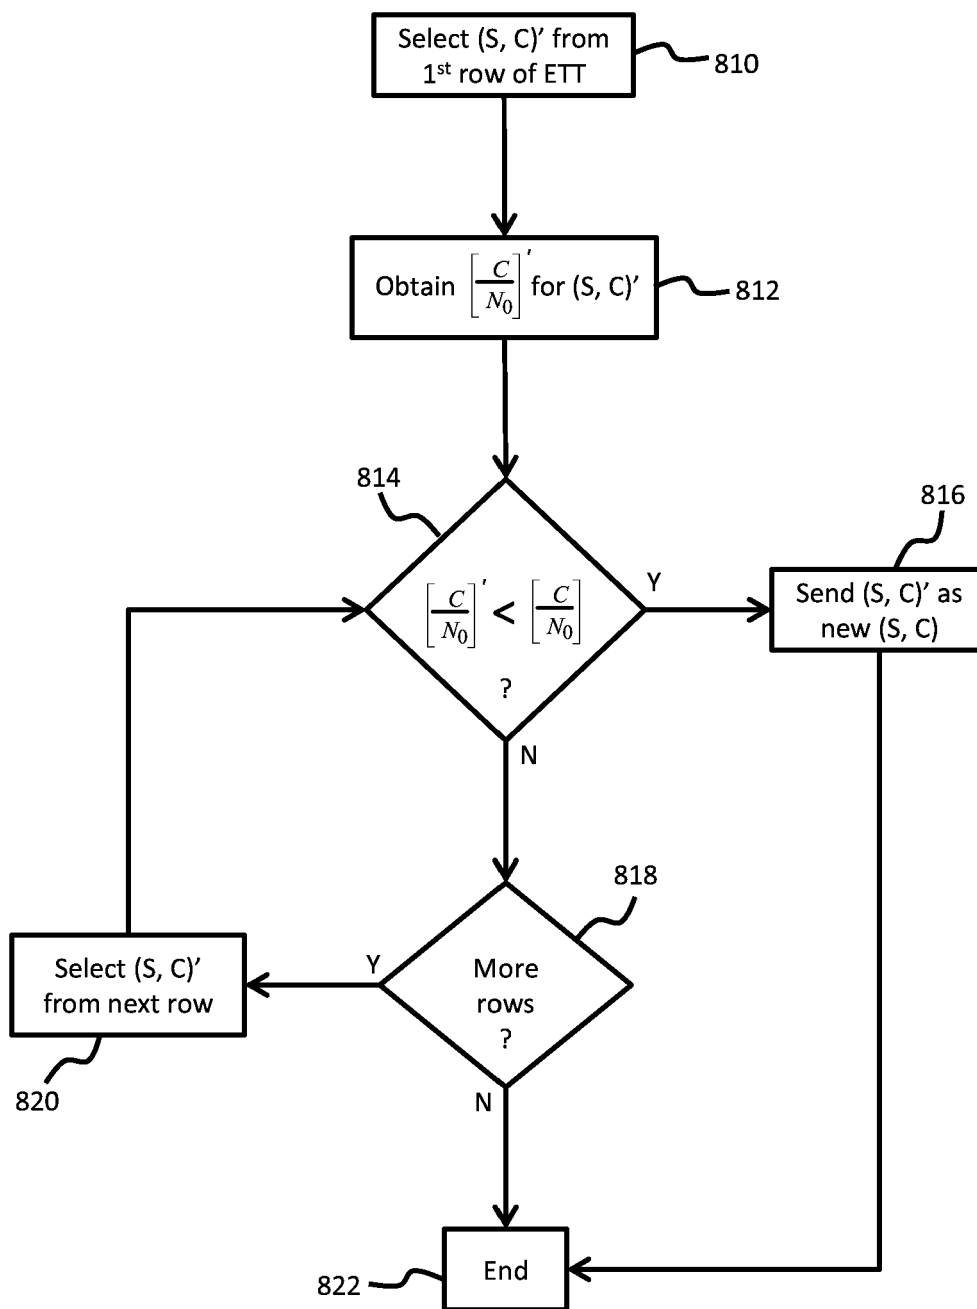 Select (S, C)’ from
1st row of ETT
810
Obtain [C/N0]′ for (S, C)’
812
814
[C/N0]′ < [C/N0]
?
Y
N
816
Send (S, C)’ as
new (S, C)
818
More
rows
?
Y
N
Select (S, C)’
from next row
820
End
822